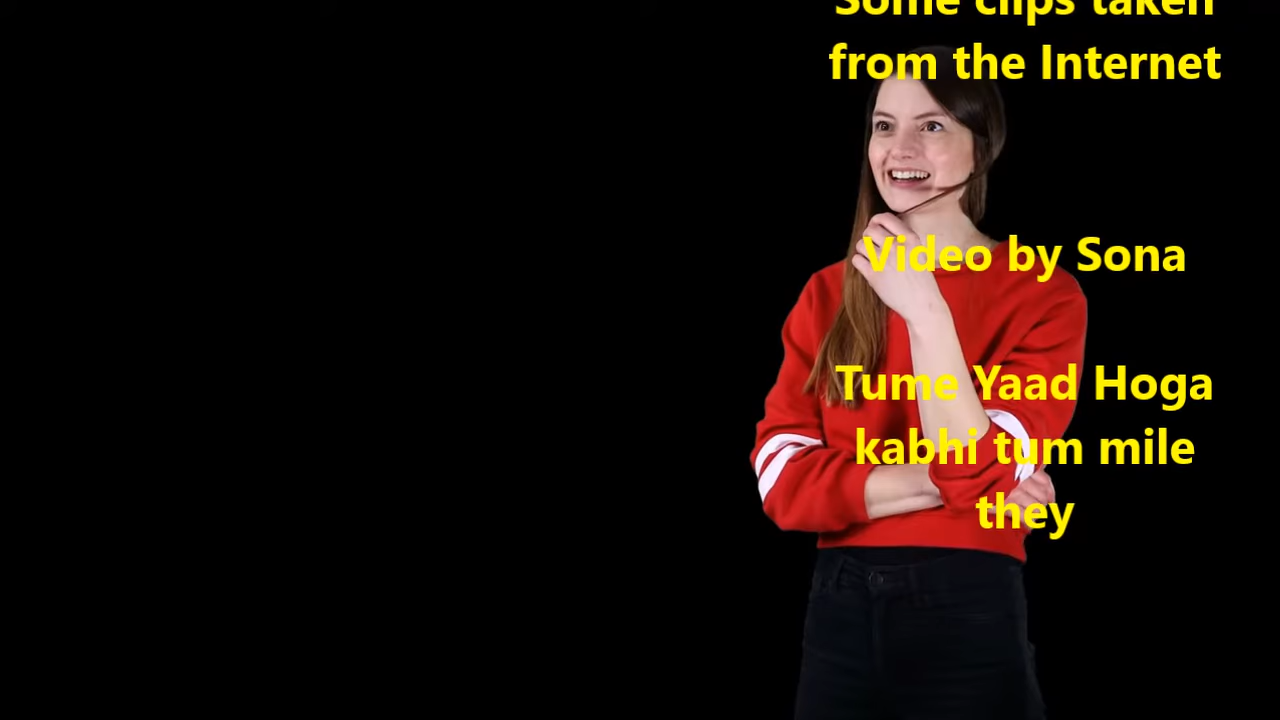 Some clips taken
from the Internet
Video by Sona
Tume Yaad Hoga
kabhi tum mile
they